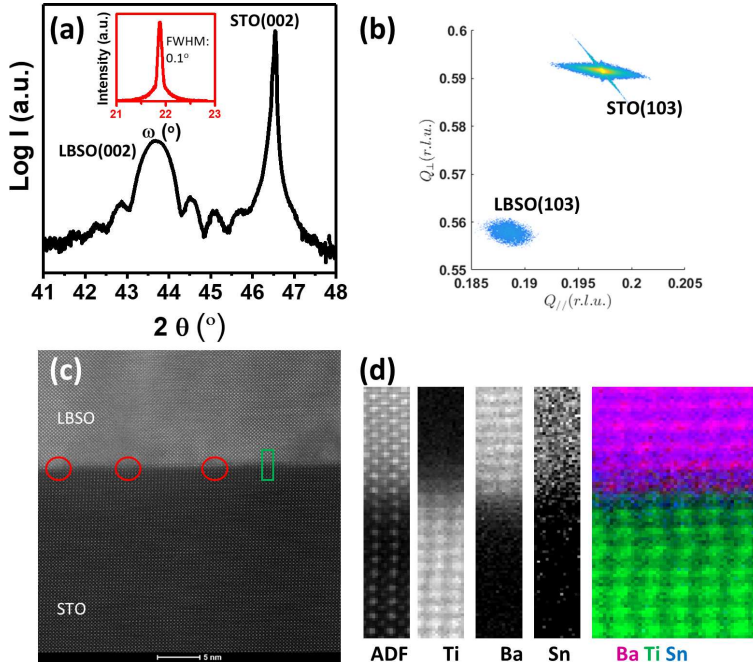 (a)
STO(002)
Intensity (a.u.)
FWHM:
0.1°
21 22 23
ω (°)
LBSO(002)
Log I (a.u.)
41 42 43 44 45 46 47 48
2 θ (°)
(b)
0.6
0.59
0.58
0.57
0.56
0.55
Q⊥(r.l.u.)
STO(103)
LBSO(103)
0.185 0.19 0.195 0.2 0.205
Q//(r.l.u.)
(c)
LBSO
STO
5 nm
(d)
ADF Ti Ba Sn Ba Ti Sn